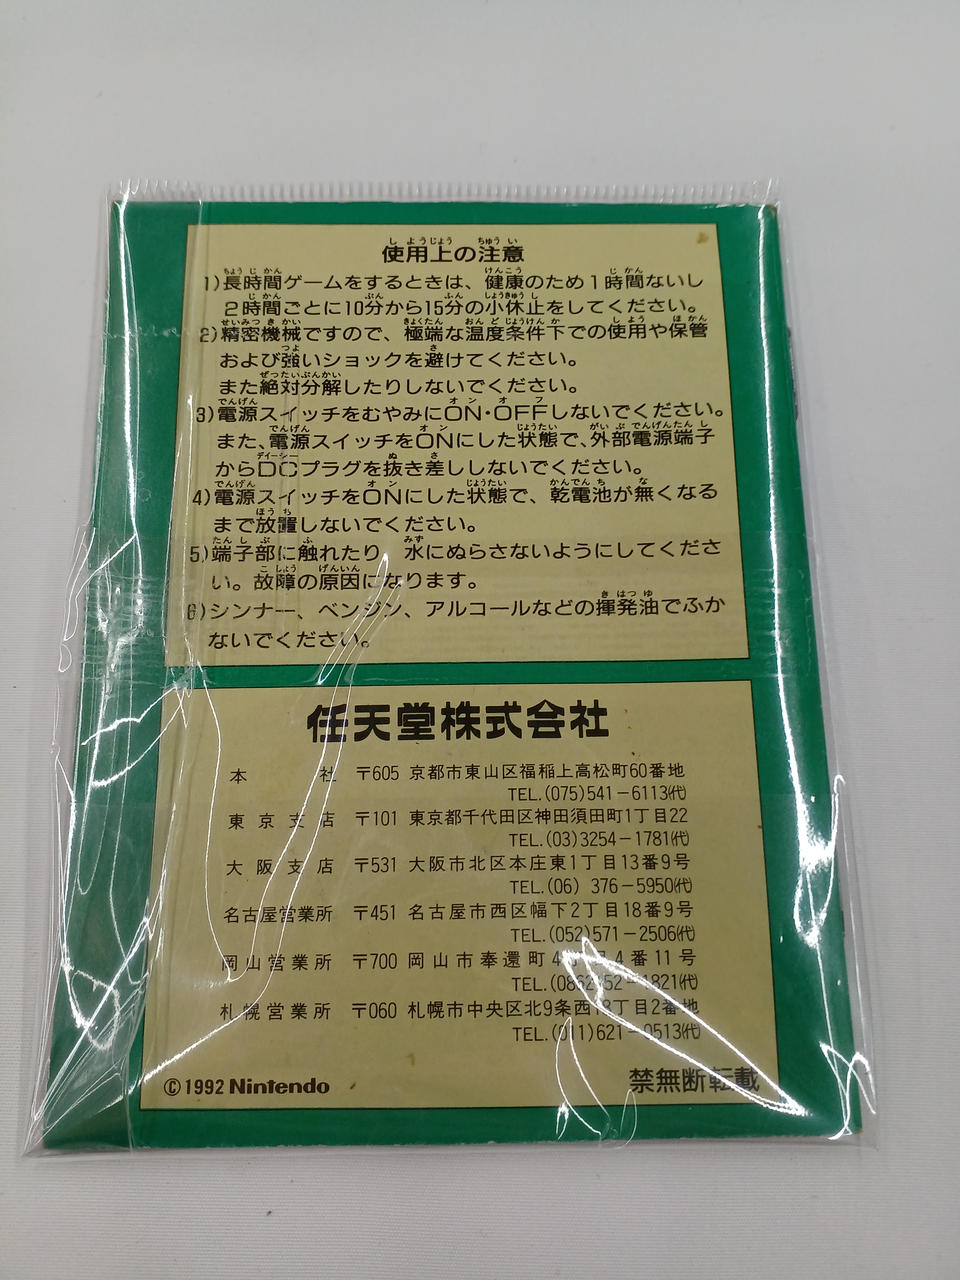 使用上の注意
1)長時間ゲームをするときは、健康のため1時間ないし
2時間ごとに10分から15分の小休止をしてください。
2)精密機械ですので、極端な温度条件下での使用や保管
および強いショックを避けてください。
また絶対分解したりしないでください。
3)電源スイッチをむやみにON・OFFしないでください。
また、電源スイッチをONにした状態で、外部電源端子
からDCプラグを抜き差ししないでください。
4)電源スイッチをONにした状態で、乾電池が無くなる
まで放置しないでください。
5)端子部に触れたり、水にぬらさないようにしてくださ
い。故障の原因になります。
6)シンナー、ベンジン、アルコールなどの揮発油でふか
ないでください。
任天堂株式会社
本社 〒605 京都市東山区福稲上高松町60番地
TEL.(075)541-6113(代)
東京支店 〒101 東京都千代田区神田須田町1丁目22
TEL.(03)3254-1781(代)
大阪支店 〒531 大阪市北区本庄東1丁目13番9号
TEL.(06) 376-5950(代)
名古屋営業所 〒451 名古屋市西区幅下2丁目18番9号
TEL.(052)571-2506(代)
岡山営業所 〒700 岡山市奉還町4丁目4番11号
TEL.(0862)52-1821(代)
札幌営業所 〒060 札幌市中央区北9条西18丁目2番地
TEL.(011)621-0513(代)
©1992 Nintendo 禁無断転載